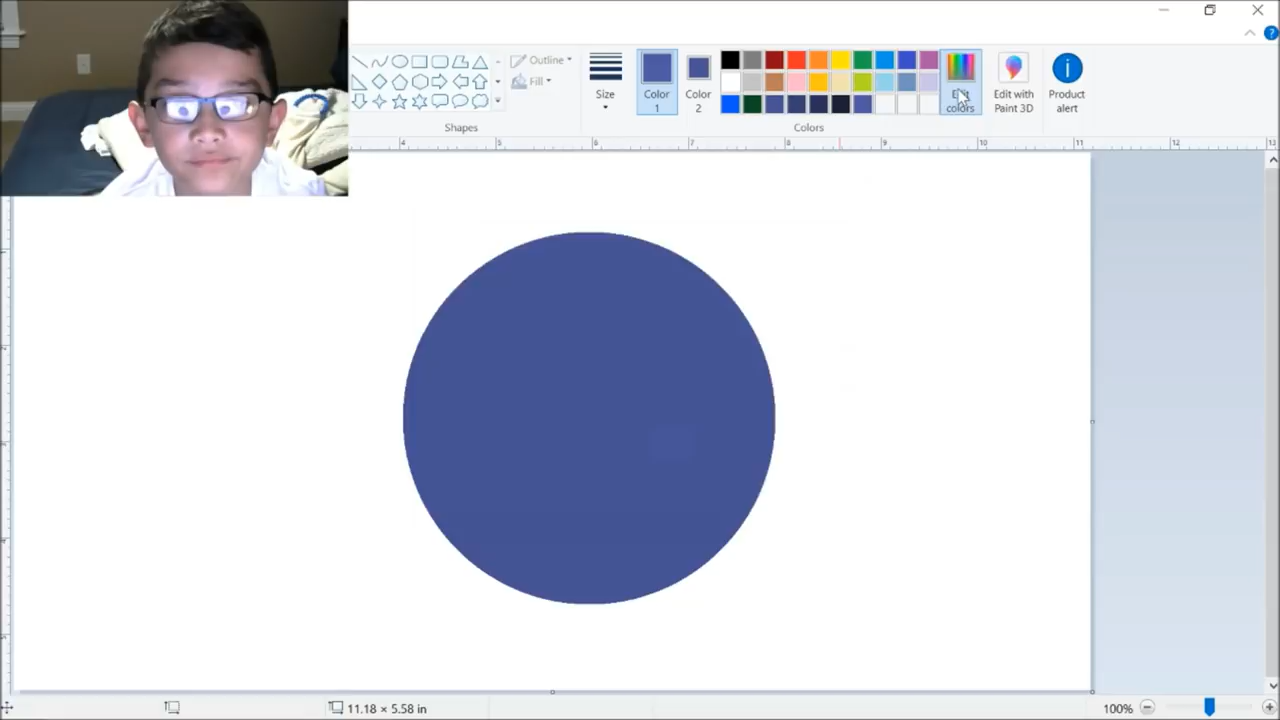 Outline
Fill
Size
Color
1
Color
2
Edit
colors
Edit with
Paint 3D
Product
alert
Shapes
Colors
4 5 6 7 8 9 10 11 12 13
11.18 × 5.58 in
100%